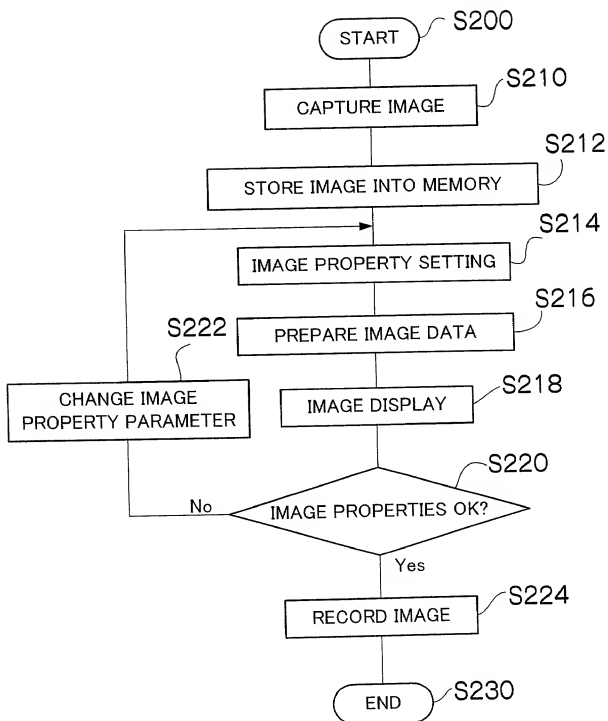 START
S200
CAPTURE IMAGE
S210
STORE IMAGE INTO MEMORY
S212
IMAGE PROPERTY SETTING
S214
PREPARE IMAGE DATA
S216
S222
CHANGE IMAGE
PROPERTY PARAMETER
IMAGE DISPLAY
S218
S220
No
IMAGE PROPERTIES OK?
Yes
RECORD IMAGE
S224
END
S230